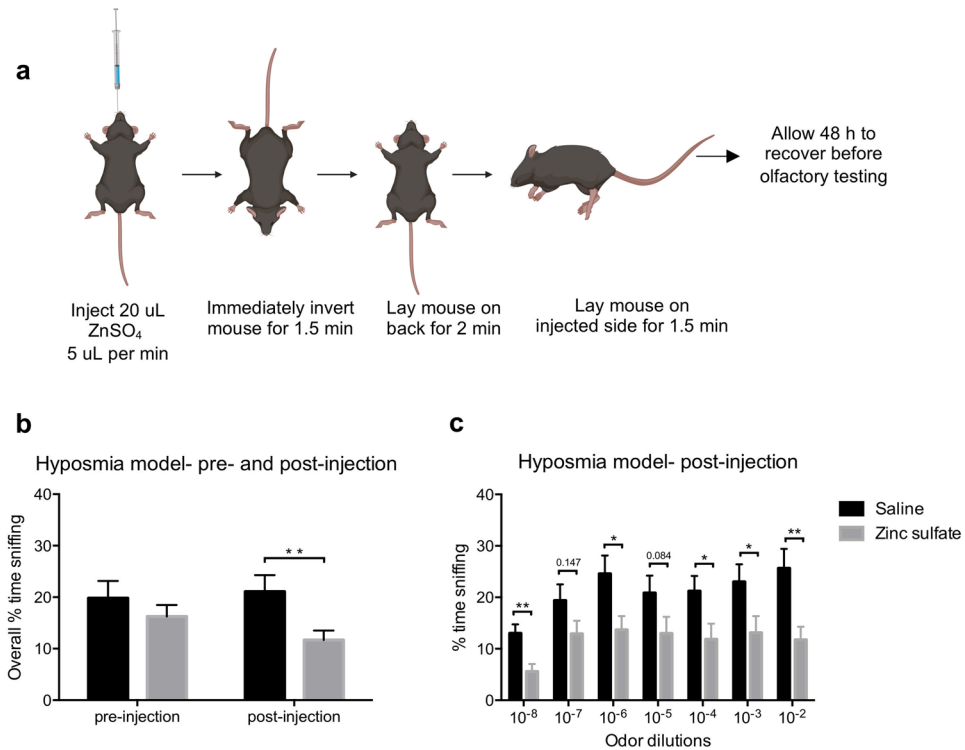 a
Inject 20 uL
ZnSO₄
5 uL per min
Immediately invert
mouse for 1.5 min
Lay mouse on
back for 2 min
Lay mouse on
injected side for 1.5 min
Allow 48 h to
recover before
olfactory testing
b
Hyposmia model- pre- and post-injection
Overall % time sniffing
40
30
20
10
0
**
pre-injection
post-injection
c
Hyposmia model- post-injection
% time sniffing
40
30
20
10
0
**
0.147
*
0.084
*
*
**
10⁻⁸
10⁻⁷
10⁻⁶
10⁻⁵
10⁻⁴
10⁻³
10⁻²
Odor dilutions
Saline
Zinc sulfate